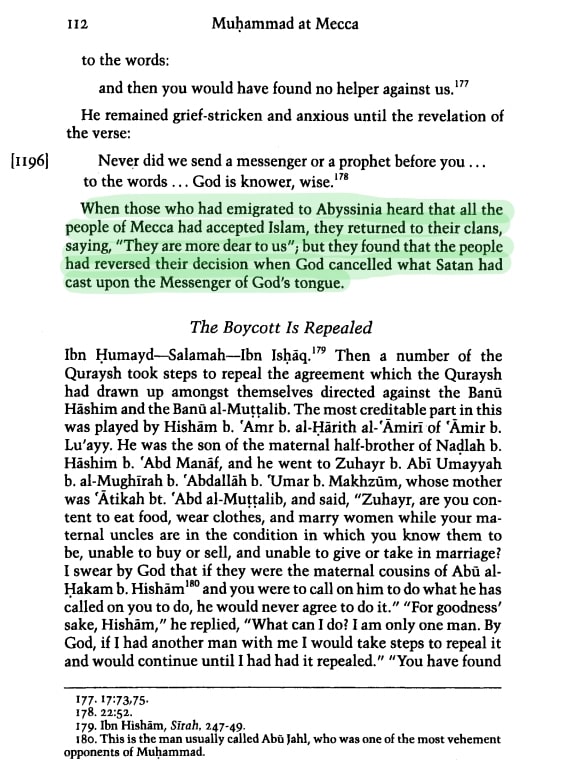 112 Muḥammad at Mecca
to the words:
and then you would have found no helper against us.¹⁷⁷
He remained grief-stricken and anxious until the revelation of
the verse:
[1196] Never did we send a messenger or a prophet before you ...
to the words ... God is knower, wise.¹⁷⁸
When those who had emigrated to Abyssinia heard that all the
people of Mecca had accepted Islam, they returned to their clans,
saying, “They are more dear to us”; but they found that the people
had reversed their decision when God cancelled what Satan had
cast upon the Messenger of God’s tongue.
The Boycott Is Repealed
Ibn Ḥumayd—Salamah—Ibn Isḥāq.¹⁷⁹ Then a number of the
Quraysh took steps to repeal the agreement which the Quraysh
had drawn up amongst themselves directed against the Banū
Hāshim and the Banū al-Muṭṭalib. The most creditable part in this
was played by Hishām b. ‘Amr b. al-Ḥārith al-‘Āmirī of ‘Āmir b.
Lu’ayy. He was the son of the maternal half-brother of Naḍlah b.
Hāshim b. ‘Abd Manāf, and he went to Zuhayr b. Abī Umayyah
b. al-Mughīrah b. ‘Abdallāh b. ‘Umar b. Makhzūm, whose mother
was ‘Ātikah bt. ‘Abd al-Muṭṭalib, and said, “Zuhayr, are you con-
tent to eat food, wear clothes, and marry women while your ma-
ternal uncles are in the condition in which you know them to
be, unable to buy or sell, and unable to give or take in marriage?
I swear by God that if they were the maternal cousins of Abū al-
Ḥakam b. Hishām¹⁸⁰ and you were to call on him to do what he has
called on you to do, he would never agree to do it.” “For goodness’
sake, Hishām,” he replied, “What can I do? I am only one man. By
God, if I had another man with me I would take steps to repeal it
and would continue until I had had it repealed.” “You have found
177. 17:73,75.
178. 22:52.
179. Ibn Hishām, Sīrah, 247-49.
180. This is the man usually called Abū Jahl, who was one of the most vehement
opponents of Muḥammad.